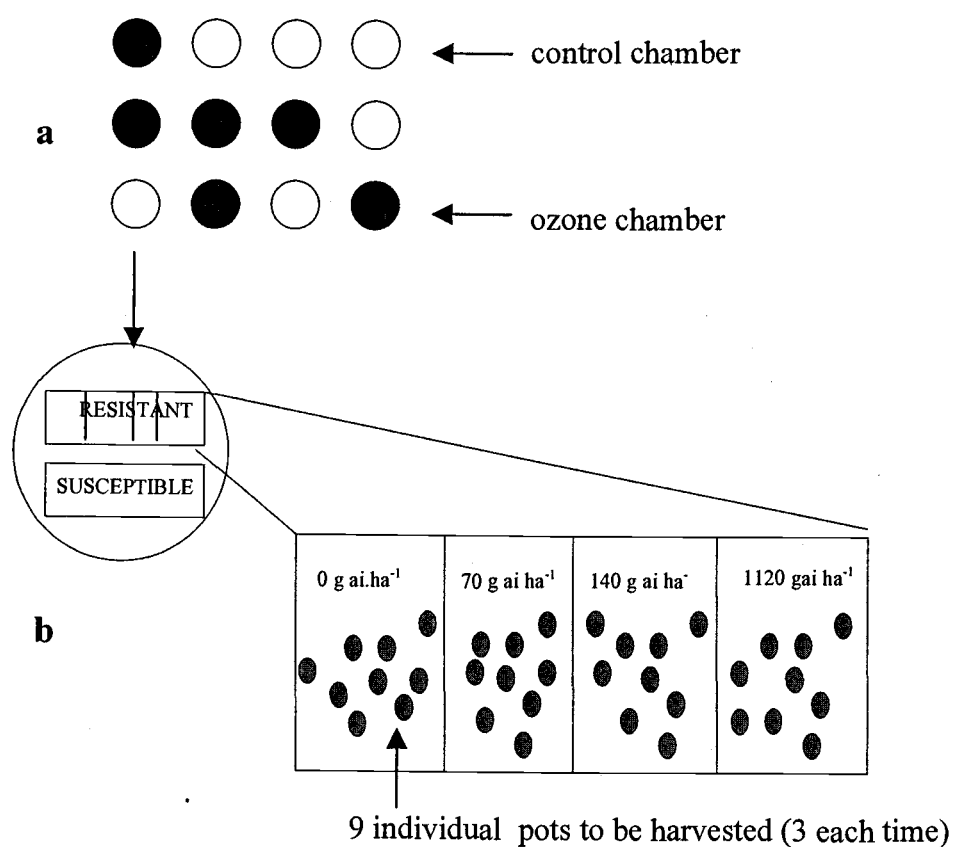 control chamber
a
ozone chamber
RESISTANT
SUSCEPTIBLE
0 g ai.ha⁻¹
70 g ai ha⁻¹
140 g ai ha⁻
1120 gai ha⁻¹
b
9 individual pots to be harvested (3 each time)